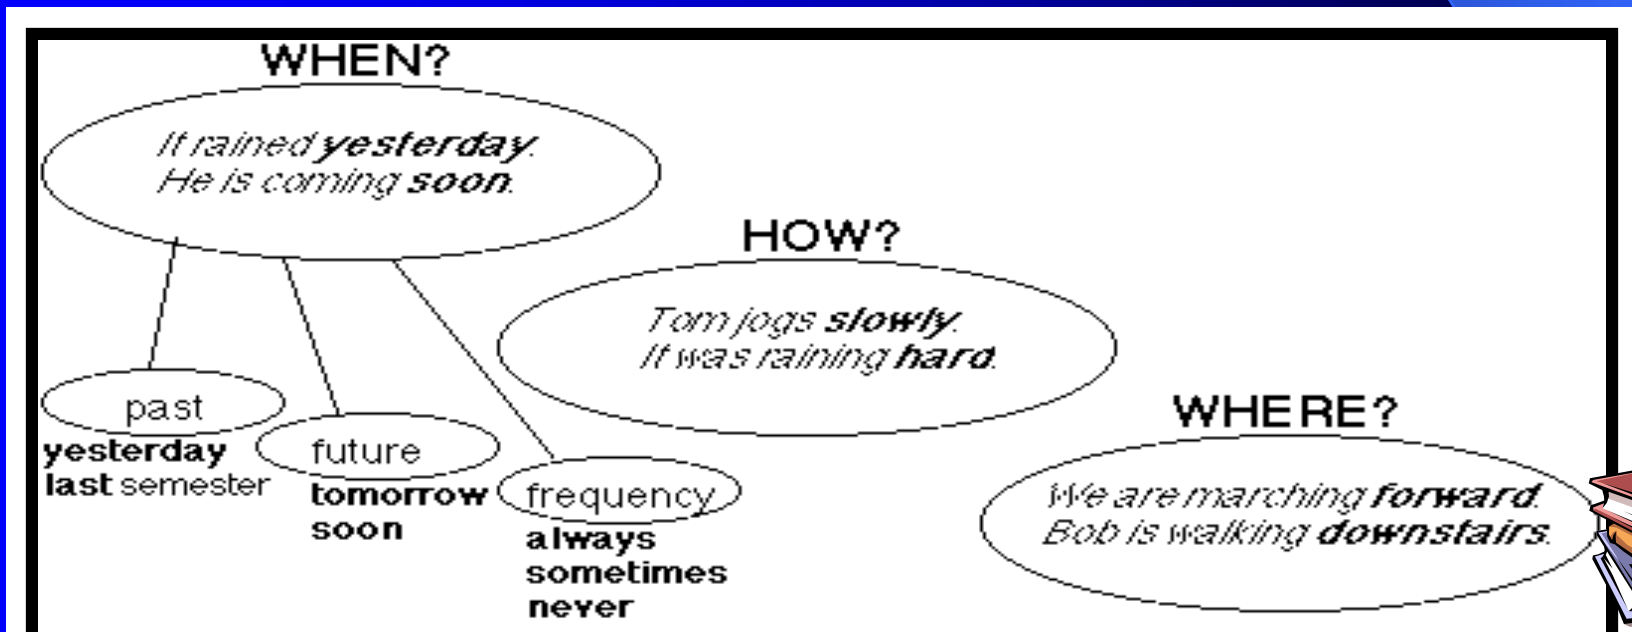 WHEN?
It rained yesterday.
He is coming soon.
HOW?
Tom jogs slowly.
It was raining hard.
WHERE?
We are marching forward.
Bob is walking downstairs.
past
yesterday
last semester
future
tomorrow
soon
frequency
always
sometimes
never